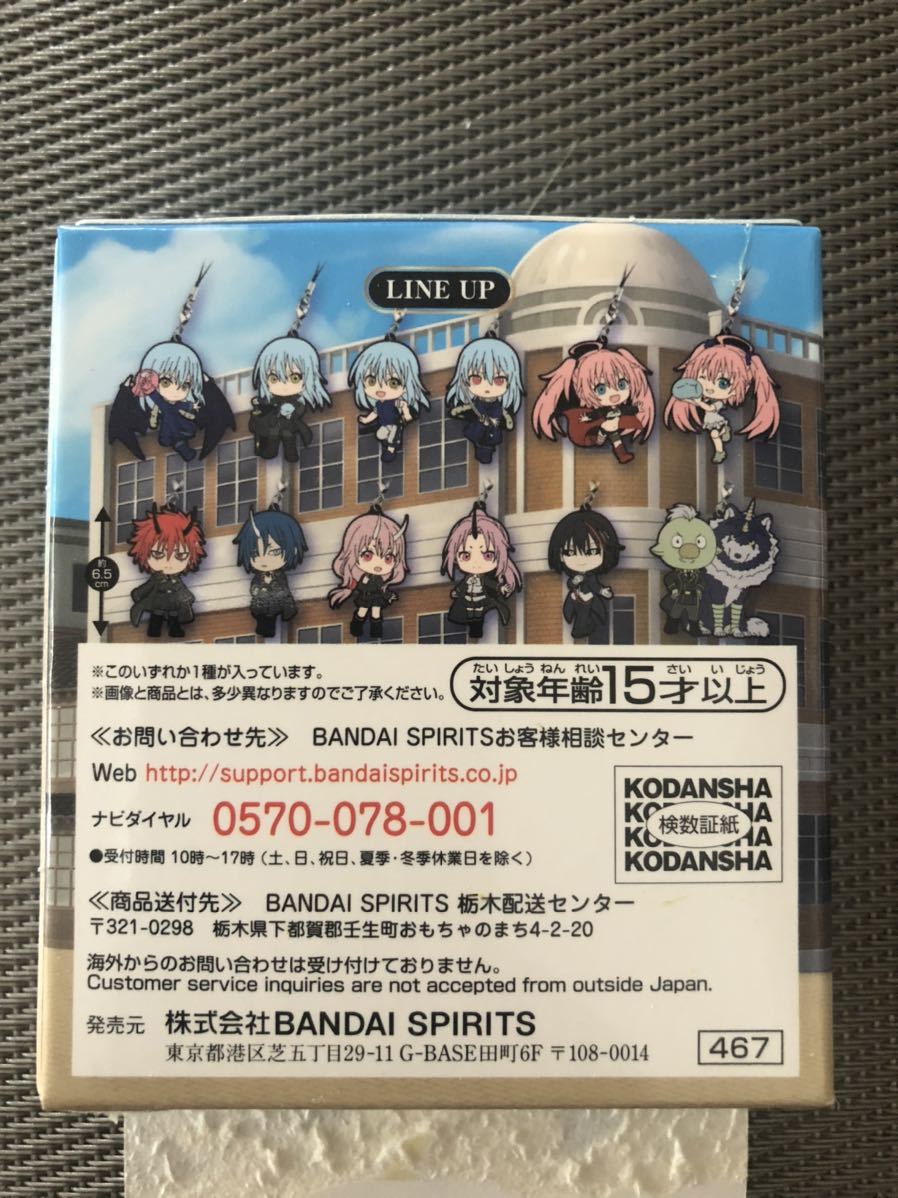 LINE UP
約
6.5
cm
※このいずれか1種が入っています。
※画像と商品とは、多少異なりますのでご了承ください。
たいしょうねんれい さいいじょう
対象年齢15才以上
≪お問い合わせ先≫ BANDAI SPIRITSお客様相談センター
Web http://support.bandaispirits.co.jp
ナビダイヤル 0570-078-001
●受付時間 10時～17時(土、日、祝日、夏季・冬季休業日を除く)
KODANSHA
KODANSHA
検数証紙
KODANSHA
KODANSHA
≪商品送付先≫ BANDAI SPIRITS 栃木配送センター
〒321-0298 栃木県下都賀郡壬生町おもちゃのまち4-2-20
海外からのお問い合わせは受け付けておりません。
Customer service inquiries are not accepted from outside Japan.
発売元 株式会社BANDAI SPIRITS
東京都港区芝五丁目29-11 G-BASE田町6F 〒108-0014
467